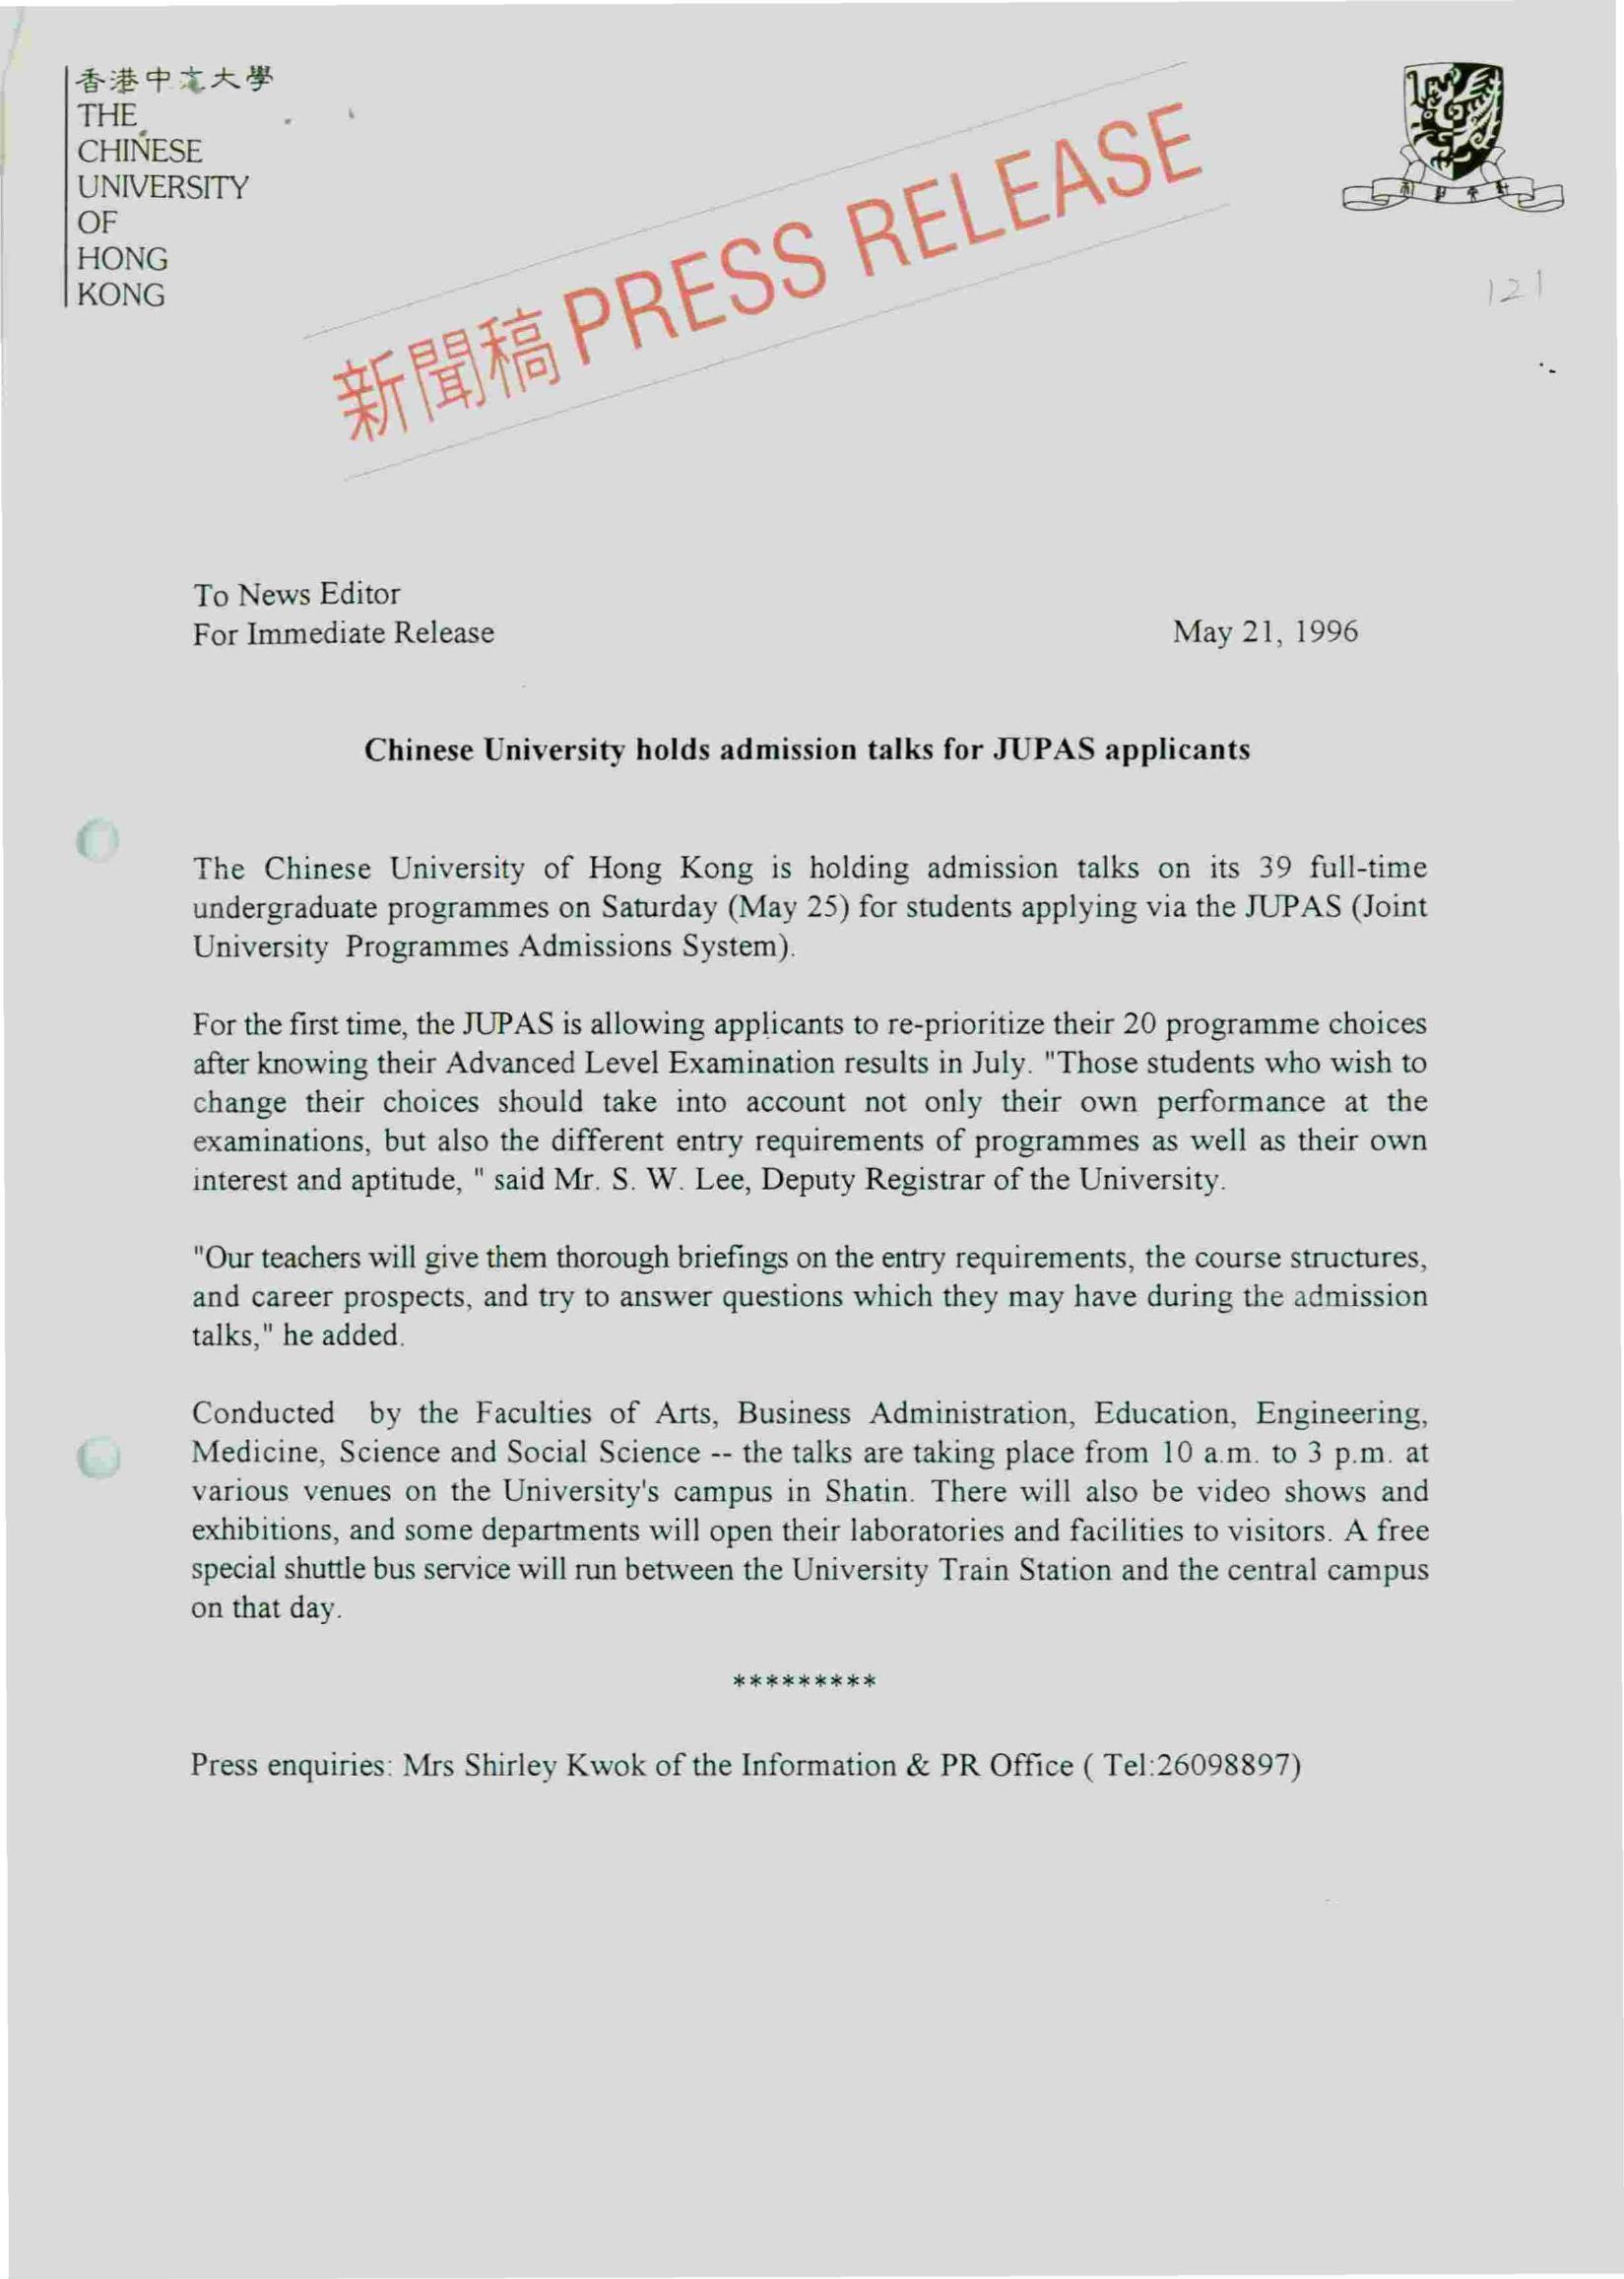 香港中文大學
THE
CHINESE
UNIVERSITY
OF
HONG
KONG
新聞稿 PRESS RELEASE
121
To News Editor
For Immediate Release May 21, 1996
Chinese University holds admission talks for JUPAS applicants
The Chinese University of Hong Kong is holding admission talks on its 39 full-time
undergraduate programmes on Saturday (May 25) for students applying via the JUPAS (Joint
University Programmes Admissions System).
For the first time, the JUPAS is allowing applicants to re-prioritize their 20 programme choices
after knowing their Advanced Level Examination results in July. "Those students who wish to
change their choices should take into account not only their own performance at the
examinations, but also the different entry requirements of programmes as well as their own
interest and aptitude, " said Mr. S. W. Lee, Deputy Registrar of the University.
"Our teachers will give them thorough briefings on the entry requirements, the course structures,
and career prospects, and try to answer questions which they may have during the admission
talks," he added.
Conducted by the Faculties of Arts, Business Administration, Education, Engineering,
Medicine, Science and Social Science -- the talks are taking place from 10 a.m. to 3 p.m. at
various venues on the University's campus in Shatin. There will also be video shows and
exhibitions, and some departments will open their laboratories and facilities to visitors. A free
special shuttle bus service will run between the University Train Station and the central campus
on that day.
*********
Press enquiries: Mrs Shirley Kwok of the Information & PR Office ( Tel:26098897)